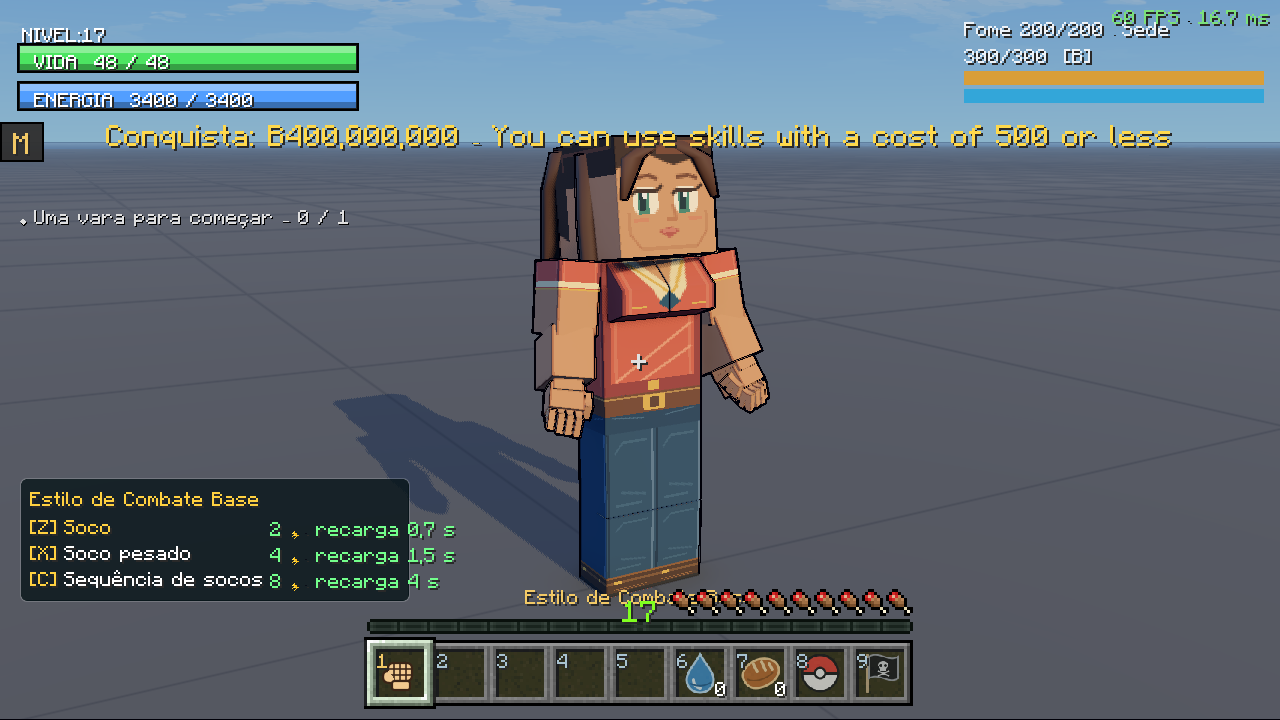 60 FPS · 16.7 ms
NIVEL:17
Fome 200/200 · Sede
300/300 [B]
VIDA 48 / 48
ENERGIA 3400 / 3400
M
Conquista: B400,000,000 - You can use skills with a cost of 500 or less
Uma vara para começar - 0 / 1
Estilo de Combate Base
[Z] Soco 2 recarga 0,7 s
[X] Soco pesado 4 recarga 1,5 s
[C] Sequência de socos 8 recarga 4 s
Estilo de Combate
17
1 2 3 4 5 6 7 8 9
0 0